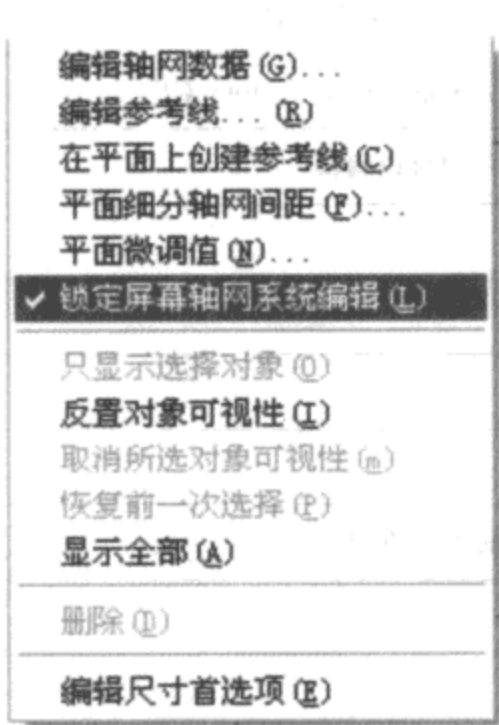 编辑轴网数据(G)...
编辑参考线...(R)
在平面上创建参考线(C)
平面细分轴网间距(F)...
平面微调值(N)...
锁定屏幕轴网系统编辑(L)
只显示选择对象(O)
反置对象可视性(I)
取消所选对象可视性(m)
恢复前一次选择(P)
显示全部(A)
删除(D)
编辑尺寸首选项(E)